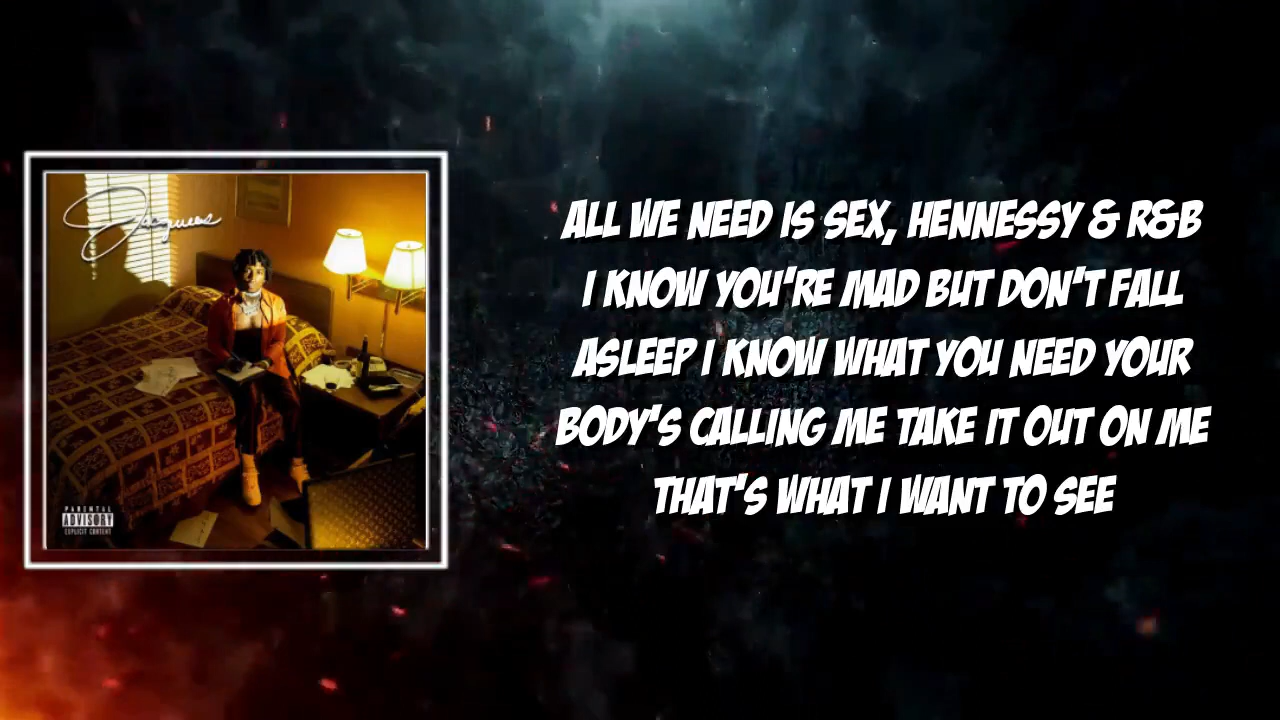 Jacquees
PARENTAL
ADVISORY
EXPLICIT CONTENT
ALL WE NEED IS SEX, HENNESSY & R&B
I KNOW YOU'RE MAD BUT DON'T FALL
ASLEEP I KNOW WHAT YOU NEED YOUR
BODY'S CALLING ME TAKE IT OUT ON ME
THAT'S WHAT I WANT TO SEE